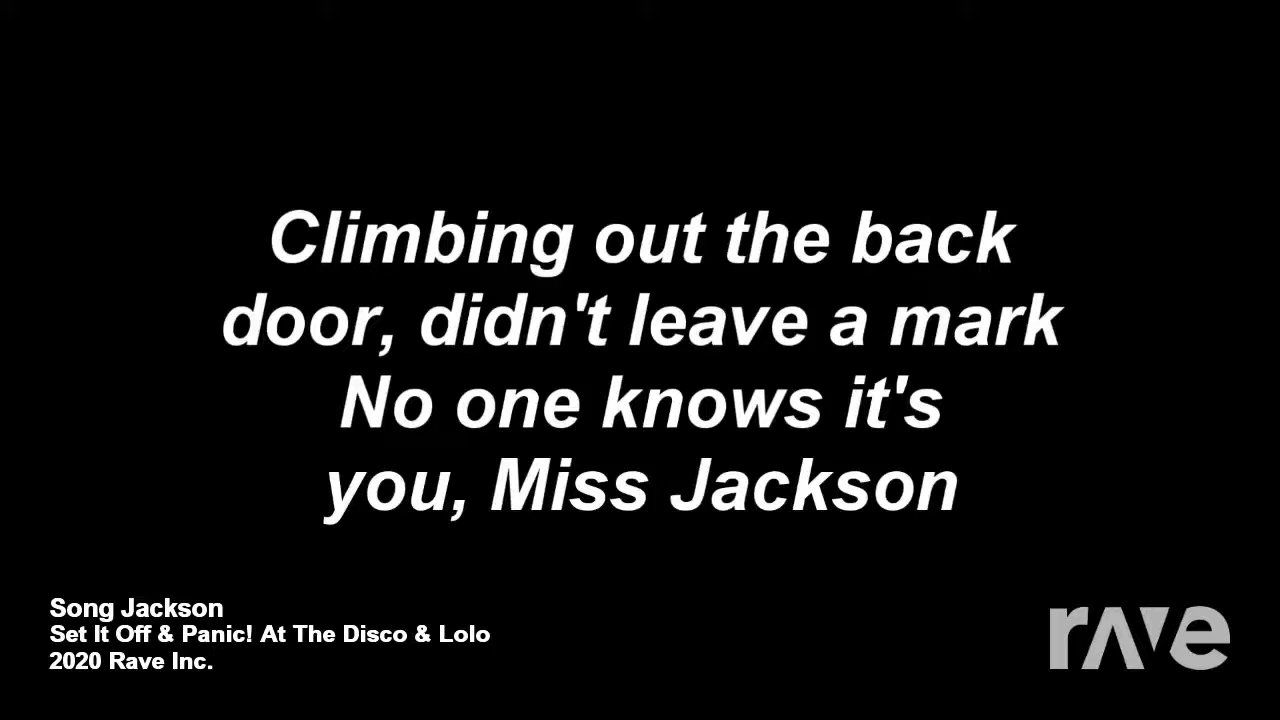 Climbing out the back
door, didn't leave a mark
No one knows it's
you, Miss Jackson
Song Jackson
Set It Off & Panic! At The Disco & Lolo
2020 Rave Inc.
rave